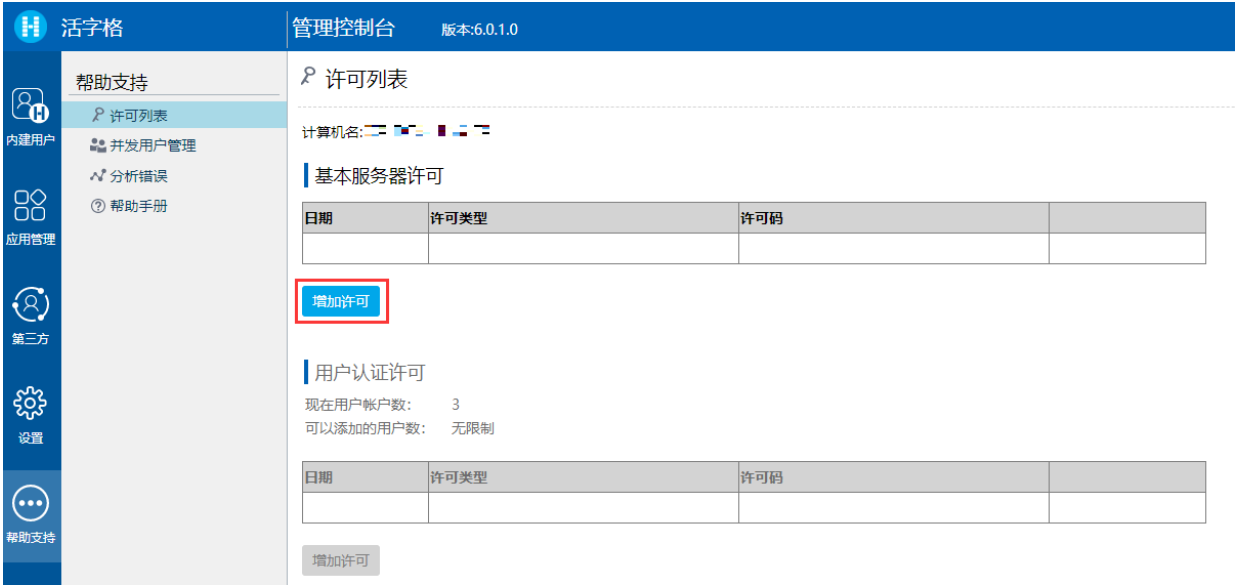 活字格
管理控制台 版本:6.0.1.0
内建用户
应用管理
第三方
设置
帮助支持
帮助支持
许可列表
并发用户管理
分析错误
帮助手册
许可列表
计算机名:
基本服务器许可
日期 许可类型 许可码
增加许可
用户认证许可
现在用户帐户数: 3
可以添加的用户数: 无限制
日期 许可类型 许可码
增加许可